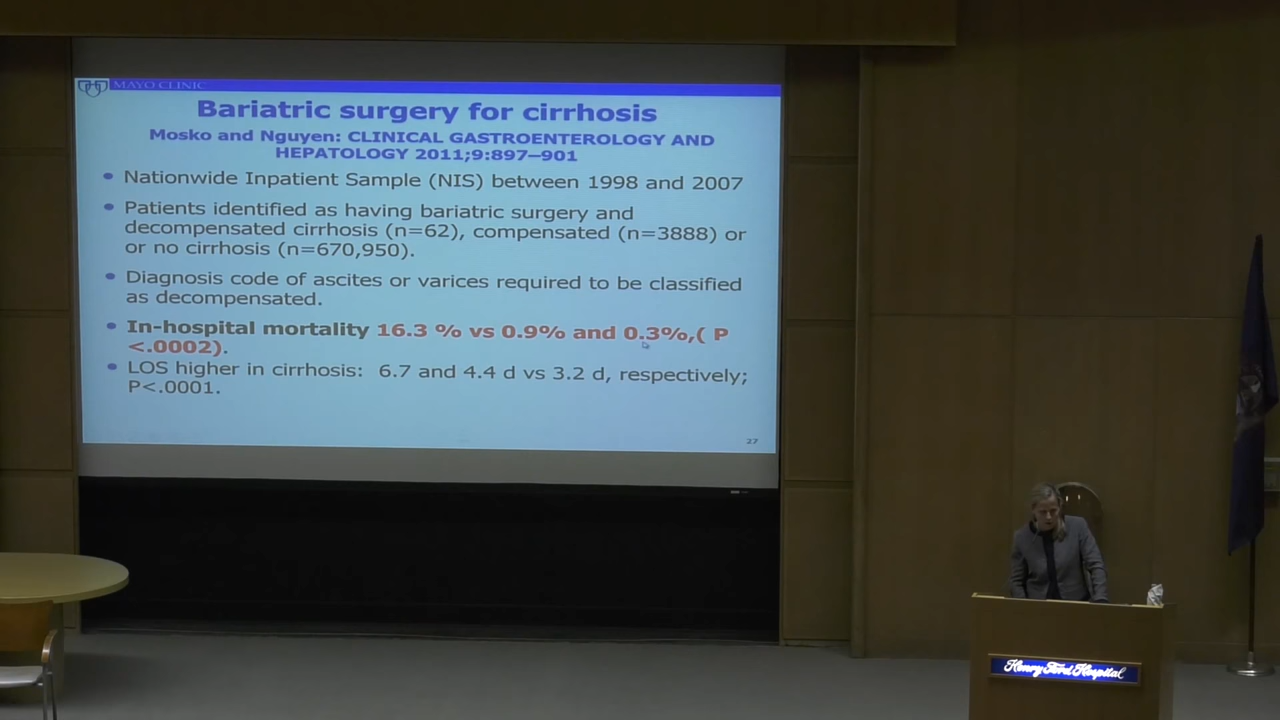 MAYO CLINIC
Bariatric surgery for cirrhosis
Mosko and Nguyen: CLINICAL GASTROENTEROLOGY AND
HEPATOLOGY 2011;9:897–901
• Nationwide Inpatient Sample (NIS) between 1998 and 2007
• Patients identified as having bariatric surgery and
decompensated cirrhosis (n=62), compensated (n=3888) or
or no cirrhosis (n=670,950).
• Diagnosis code of ascites or varices required to be classified
as decompensated.
• In-hospital mortality 16.3 % vs 0.9% and 0.3%,( P
<.0002).
• LOS higher in cirrhosis: 6.7 and 4.4 d vs 3.2 d, respectively;
P<.0001.
27
Henry Ford Hospital